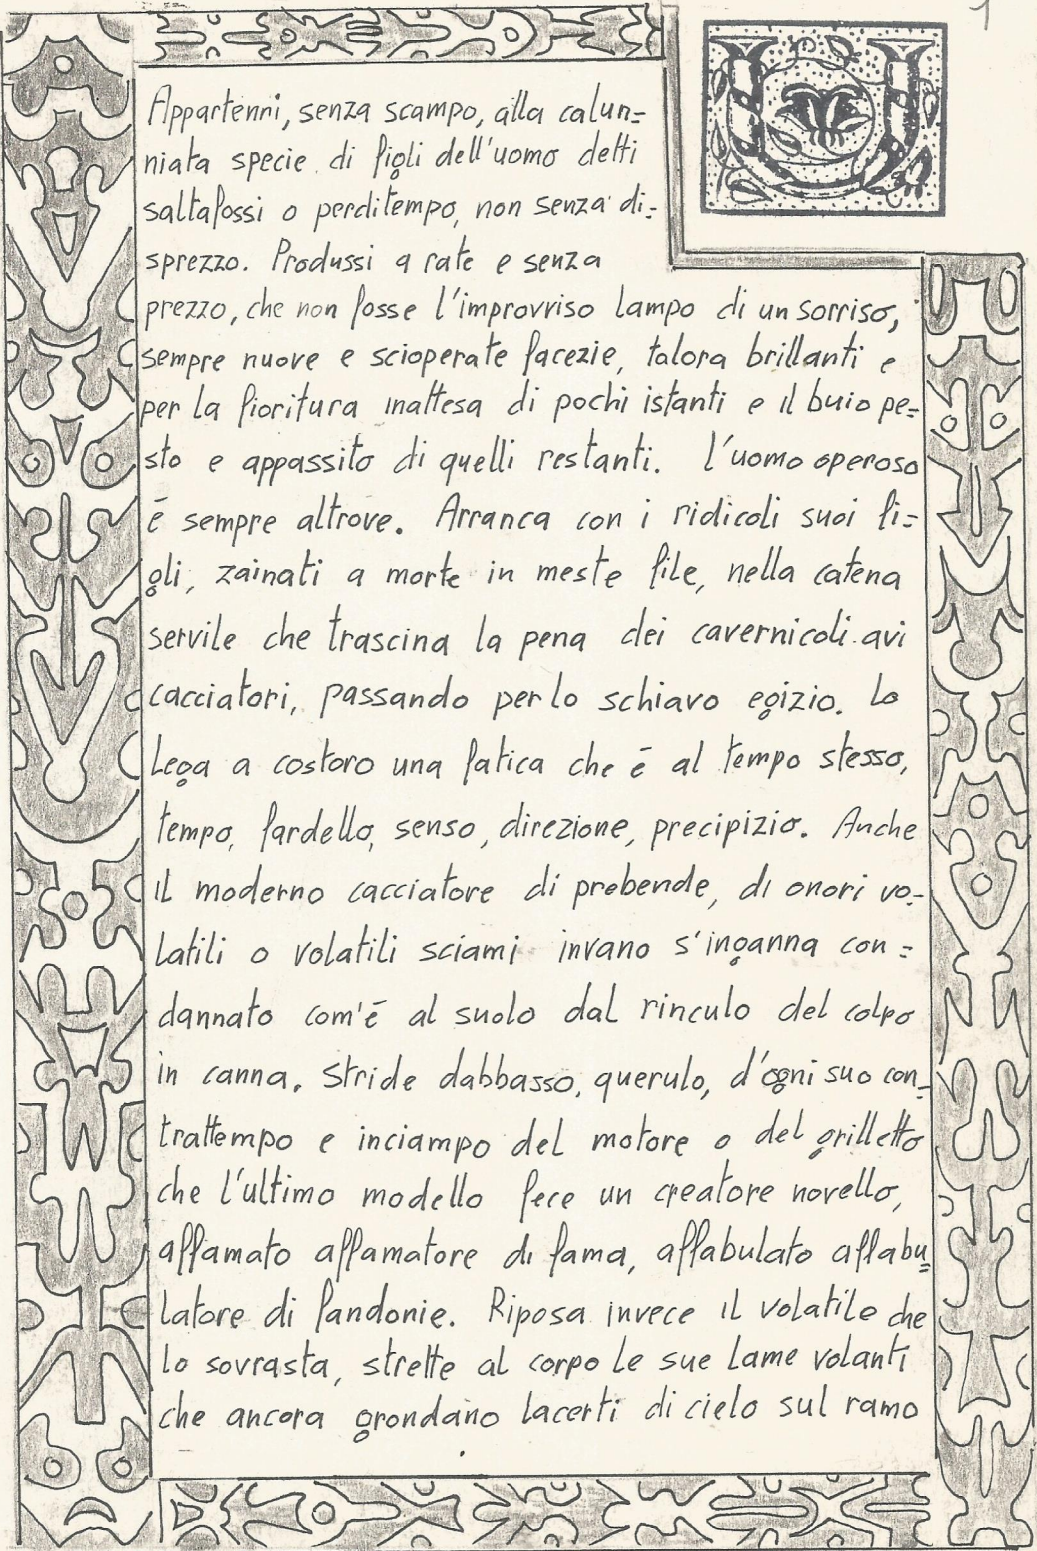 1
U
Appartenni, senza scampo, alla calun=
niata specie di figli dell'uomo detti
saltafossi o perditempo, non senza di=
sprezzo. Produssi a rate e senza
prezzo, che non fosse l'improvviso lampo di un sorriso,
sempre nuove e scioperate facezie, talora brillanti e
per la fioritura inattesa di pochi istanti e il buio pe=
sto e appassito di quelli restanti. L'uomo operoso
è sempre altrove. Arranca con i ridicoli suoi fi=
gli, zainati a morte in meste file, nella catena
servile che trascina la pena dei cavernicoli avi
cacciatori, passando per lo schiavo egizio. Lo
lega a costoro una fatica che è al tempo stesso,
tempo, fardello, senso, direzione, precipizio. Anche
il moderno cacciatore di prebende, di onori vo=
latili o volatili sciami invano s'inganna con=
dannato com'è al suolo dal rinculo del colpo
in canna. Stride dabbasso, querulo, d'ogni suo con=
trattempo e inciampo del motore o del grilletto
che l'ultimo modello fece un creatore novello,
affamato affamatore di fama, affabulato affabu=
latore di fandonie. Riposa invece il volatile che
lo sovrasta, strette al corpo le sue lame volanti
che ancora grondano lacerti di cielo sul ramo